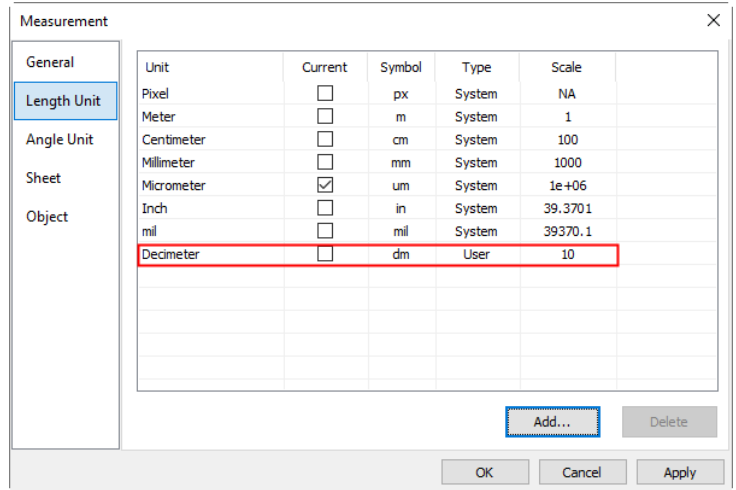 Measurement
General
Length Unit
Angle Unit
Sheet
Object
Unit Current Symbol Type Scale
Pixel px System NA
Meter m System 1
Centimeter cm System 100
Millimeter mm System 1000
Micrometer um System 1e+06
Inch in System 39.3701
mil mil System 39370.1
Decimeter dm User 10
Add... Delete
OK Cancel Apply